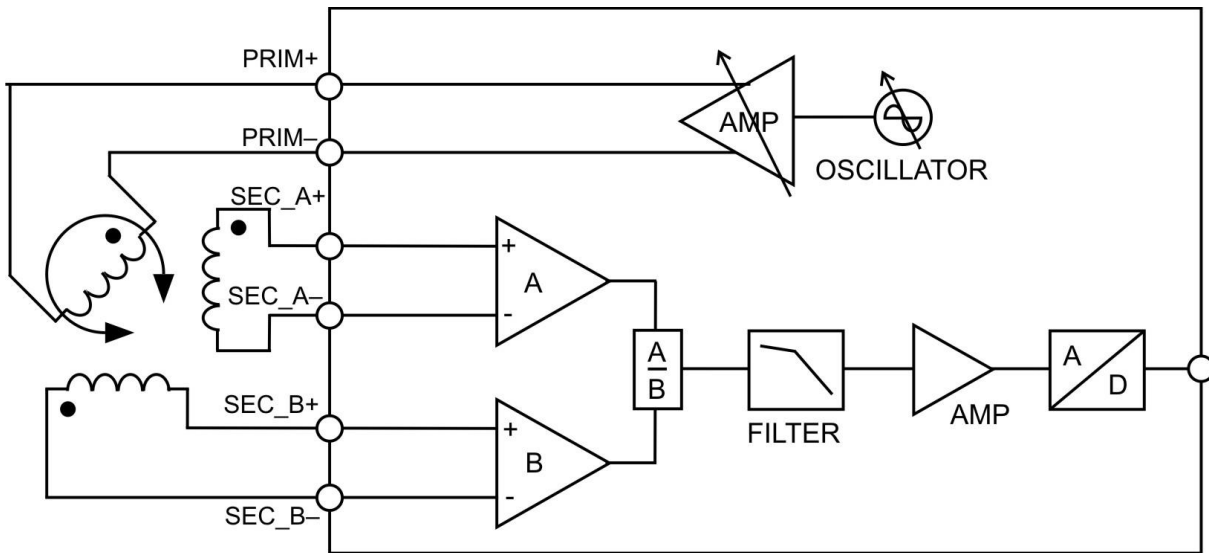 PRIM+
AMP
PRIM–
OSCILLATOR
SEC_A+
+
A
SEC_A–
-
A
B
A
D
SEC_B+
+
B
FILTER
AMP
-
SEC_B–